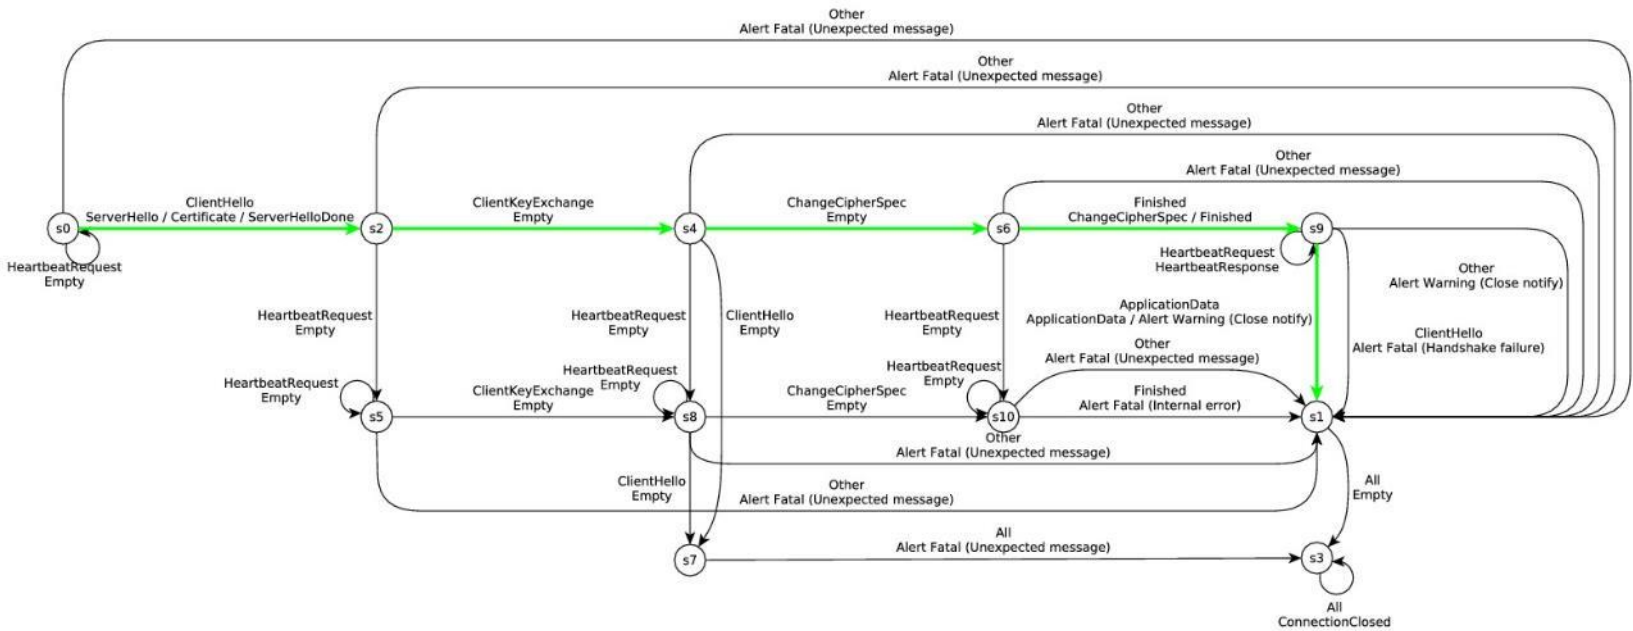 Other
Alert Fatal (Unexpected message)
Other
Alert Fatal (Unexpected message)
Other
Alert Fatal (Unexpected message)
Other
Alert Fatal (Unexpected message)
ClientHello
ServerHello / Certificate / ServerHelloDone
ClientKeyExchange
Empty
ChangeCipherSpec
Empty
Finished
ChangeCipherSpec / Finished
s0
s2
s4
s6
s9
HeartbeatRequest
Empty
HeartbeatRequest
HeartbeatResponse
Other
Alert Warning (Close notify)
HeartbeatRequest
Empty
HeartbeatRequest
Empty
ClientHello
Empty
HeartbeatRequest
Empty
ApplicationData
ApplicationData / Alert Warning (Close notify)
ClientHello
Alert Fatal (Handshake failure)
HeartbeatRequest
Empty
HeartbeatRequest
Empty
HeartbeatRequest
Empty
Other
Alert Fatal (Unexpected message)
ClientKeyExchange
Empty
ChangeCipherSpec
Empty
Finished
Alert Fatal (Internal error)
s5
s8
s10
s1
Other
Alert Fatal (Unexpected message)
ClientHello
Empty
Other
Alert Fatal (Unexpected message)
All
Empty
All
Alert Fatal (Unexpected message)
s7
s3
All
ConnectionClosed